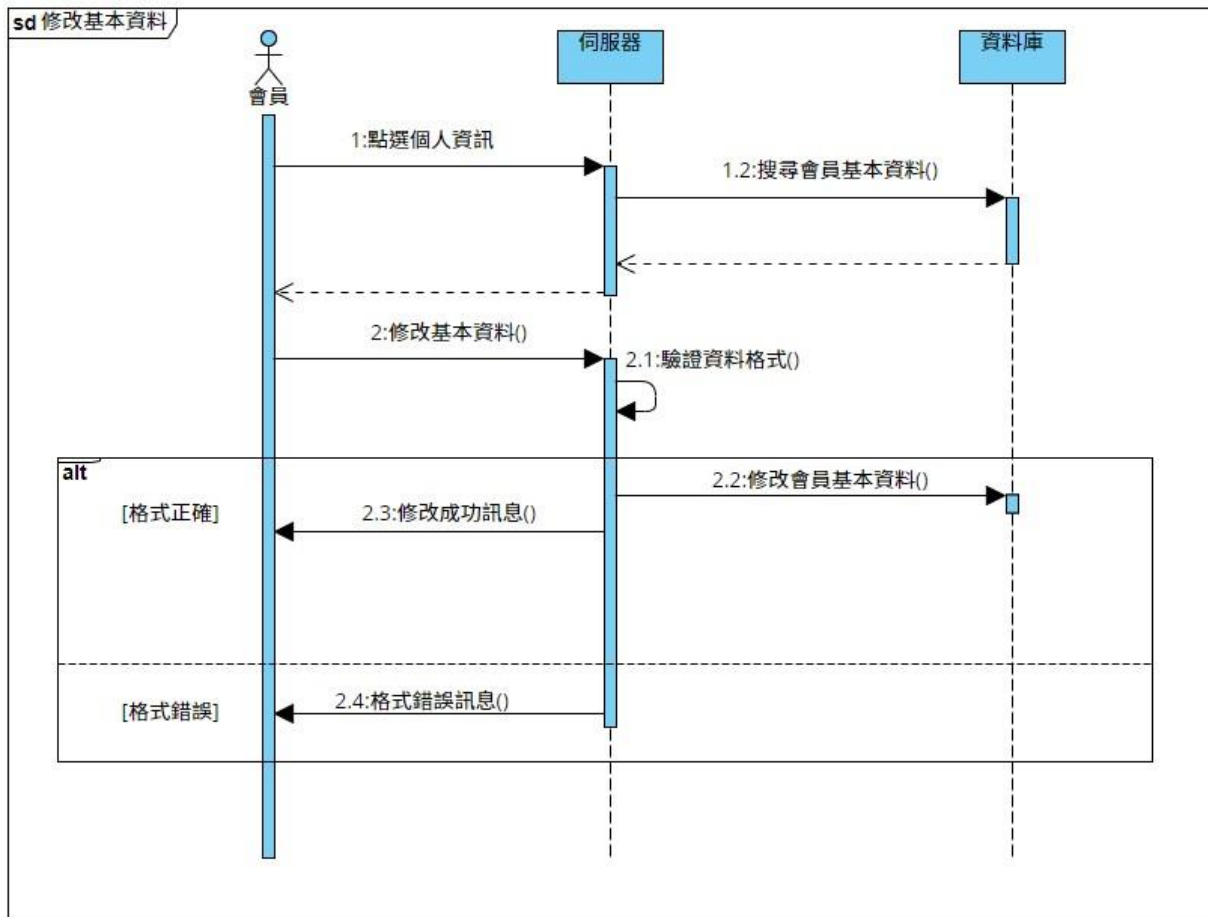 sd 修改基本資料
會員
伺服器
資料庫
1:點選個人資訊
1.2:搜尋會員基本資料()
2:修改基本資料()
2.1:驗證資料格式()
alt
2.2:修改會員基本資料()
[格式正確]
2.3:修改成功訊息()
[格式錯誤]
2.4:格式錯誤訊息()